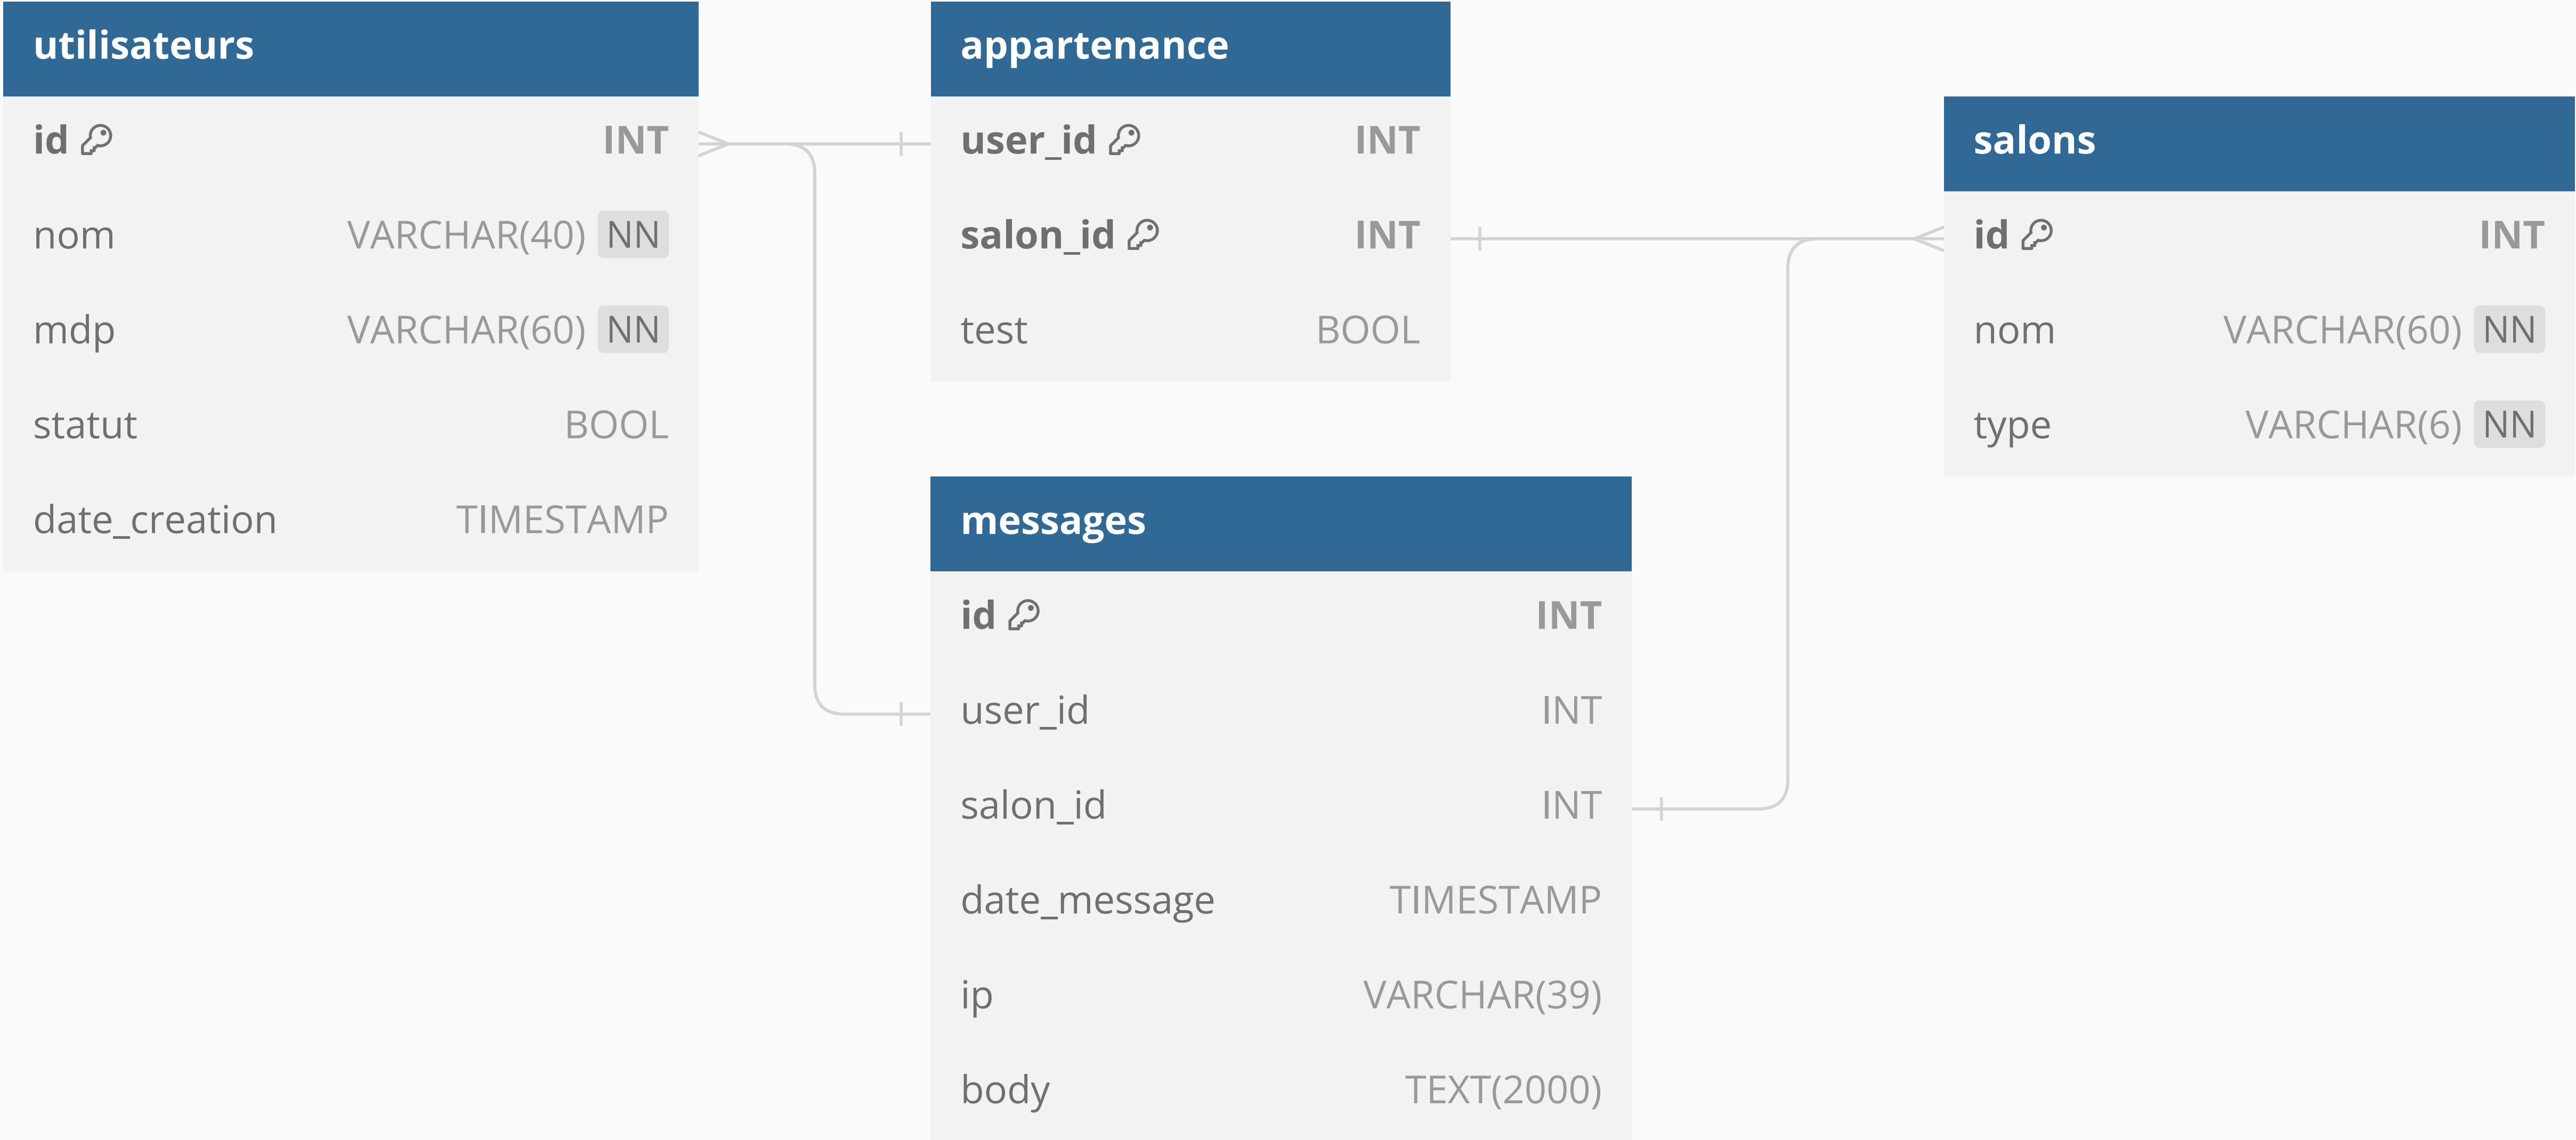 utilisateurs
id INT
nom VARCHAR(40) NN
mdp VARCHAR(60) NN
statut BOOL
date_creation TIMESTAMP
appartenance
user_id INT
salon_id INT
test BOOL
salons
id INT
nom VARCHAR(60) NN
type VARCHAR(6) NN
messages
id INT
user_id INT
salon_id INT
date_message TIMESTAMP
ip VARCHAR(39)
body TEXT(2000)